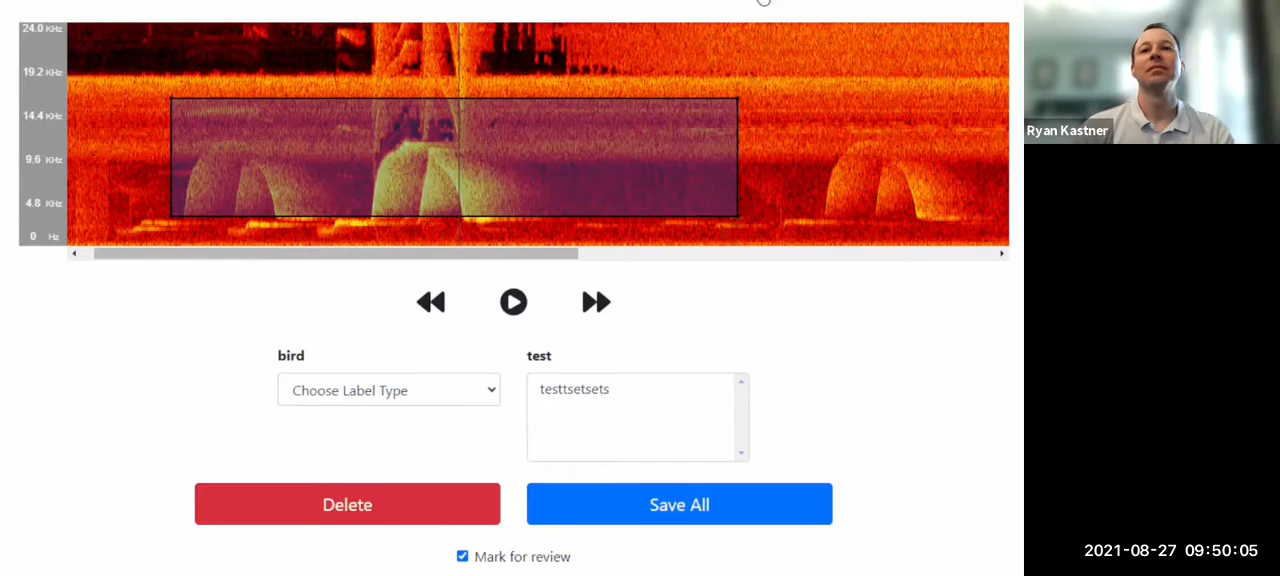 24.0 KHz
19.2 KHz
14.4 KHz
9.6 KHz
4.8 KHz
0 Hz
Ryan Kastner
bird
test
Choose Label Type
testtsetsets
Delete
Save All
Mark for review
2021-08-27 09:50:05